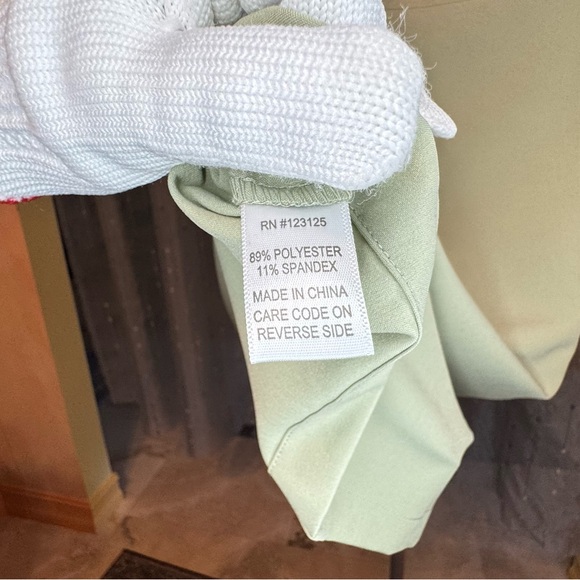 RN #123125
89% POLYESTER
11% SPANDEX
MADE IN CHINA
CARE CODE ON
REVERSE SIDE